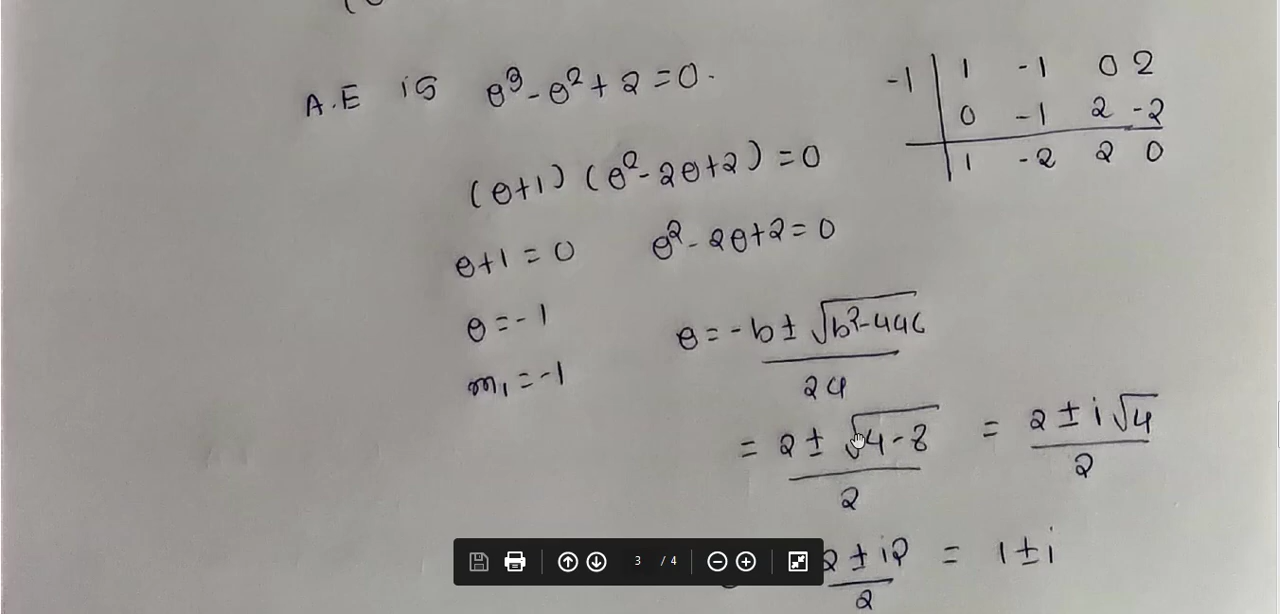 A.E is θ³ - θ² + 2 = 0.
-1 | 1 -1 0 2
0 -1 2 -2
1 -2 2 0
(θ+1) (θ² - 2θ + 2) = 0
θ+1 = 0 θ² - 2θ + 2 = 0
θ = -1
m₁ = -1
θ = -b ± √b²-4ac
2a
= 2 ± √4-8 = 2 ± i√4
2 2
2 ± i2 = 1 ± i
2
3 / 4